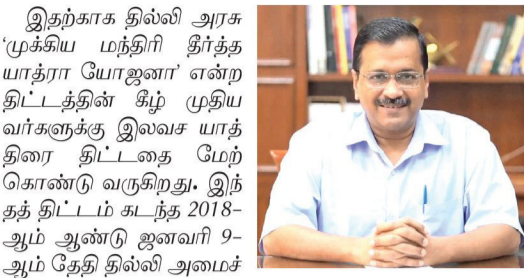 இதற்காக தில்லி அரசு
‘முக்கிய மந்திரி தீர்த்த
யாத்ரா யோஜனா’ என்ற
திட்டத்தின் கீழ் முதிய
வர்களுக்கு இலவச யாத்
திரை திட்டதை மேற்
கொண்டு வருகிறது. இந்
தத் திட்டம் கடந்த 2018-
ஆம் ஆண்டு ஜனவரி 9-
ஆம் தேதி தில்லி அமைச்